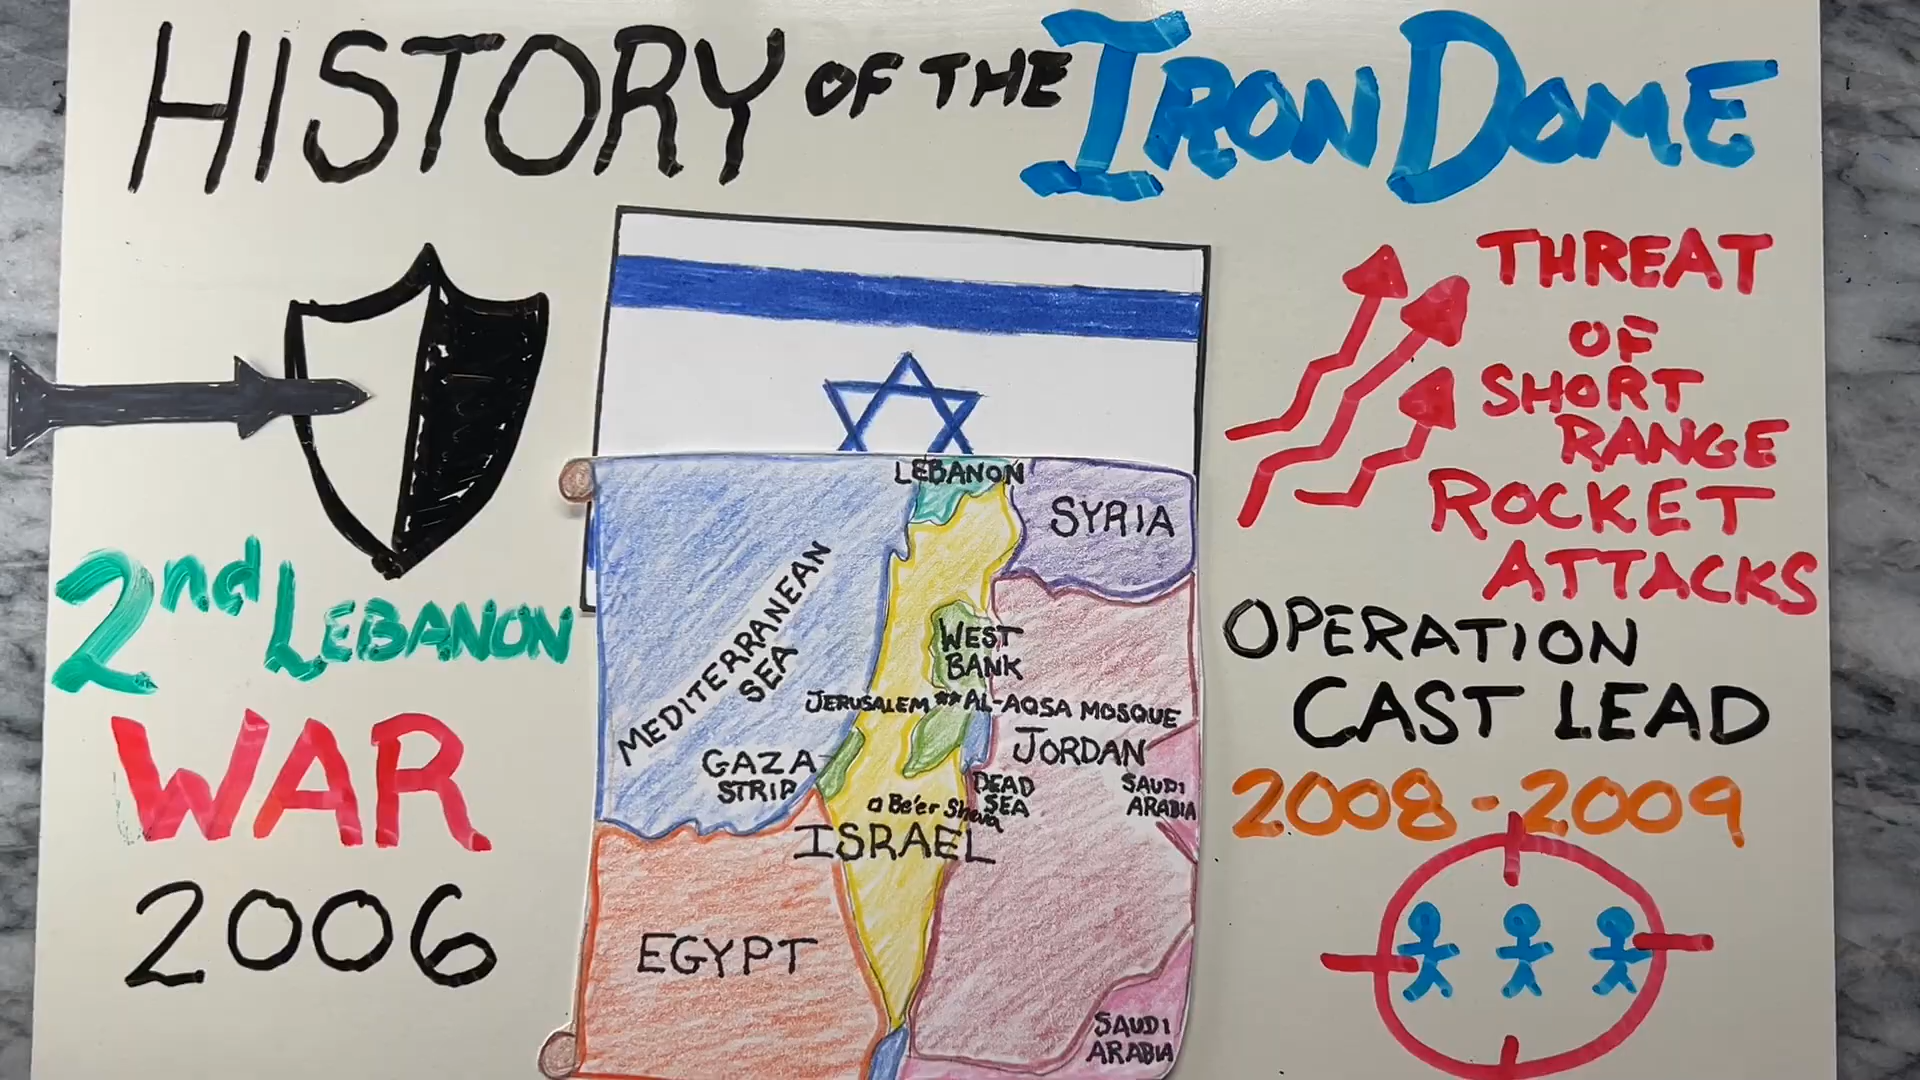 HISTORY OF THE IRON DOME
2nd LEBANON
WAR
2006
LEBANON
SYRIA
MEDITERRANEAN
SEA
WEST
BANK
JERUSALEM ** AL-AQSA MOSQUE
GAZA
STRIP
JORDAN
DEAD
SEA
SAUDI
ARABIA
Be'er Sheva
ISRAEL
EGYPT
SAUDI
ARABIA
THREAT
OF
SHORT
RANGE
ROCKET
ATTACKS
OPERATION
CAST LEAD
2008-2009